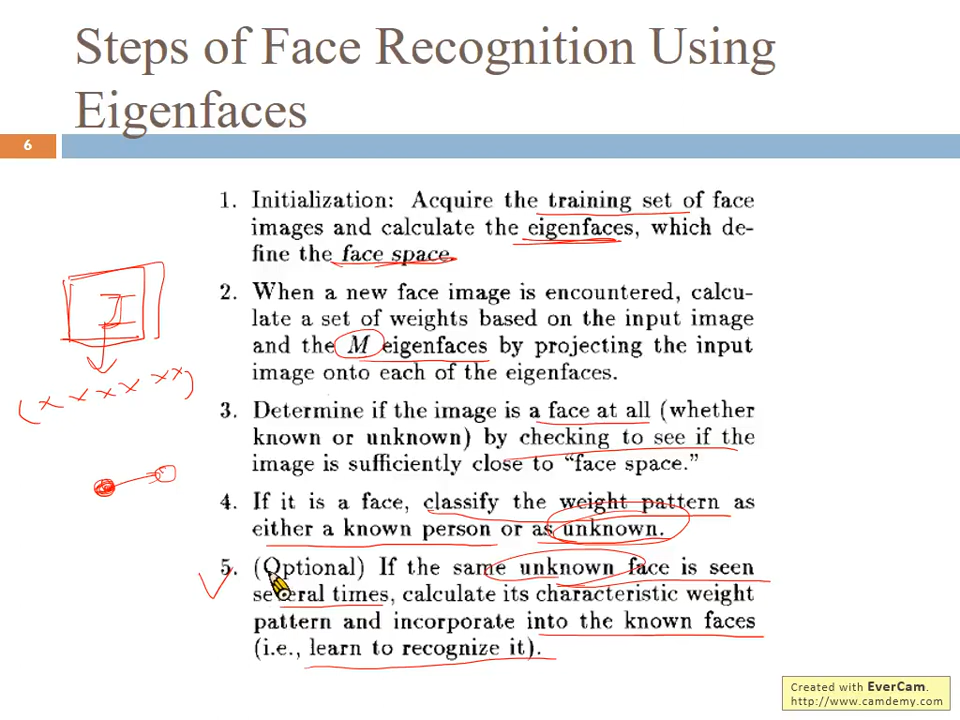 Steps of Face Recognition Using
Eigenfaces
6
1. Initialization: Acquire the training set of face
images and calculate the eigenfaces, which de-
fine the face space.
2. When a new face image is encountered, calcu-
late a set of weights based on the input image
and the M eigenfaces by projecting the input
image onto each of the eigenfaces.
3. Determine if the image is a face at all (whether
known or unknown) by checking to see if the
image is sufficiently close to “face space.”
4. If it is a face, classify the weight pattern as
either a known person or as unknown.
5. (Optional) If the same unknown face is seen
several times, calculate its characteristic weight
pattern and incorporate into the known faces
(i.e., learn to recognize it).
I
(x x x x x x)
Created with EverCam.
http://www.camdemy.com